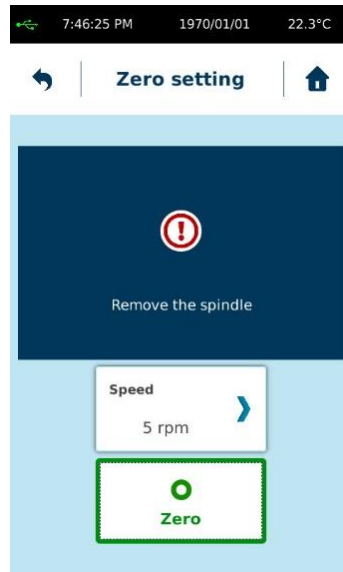 7:46:25 PM 1970/01/01 22.3°C
Zero setting
Remove the spindle
Speed
5 rpm
Zero